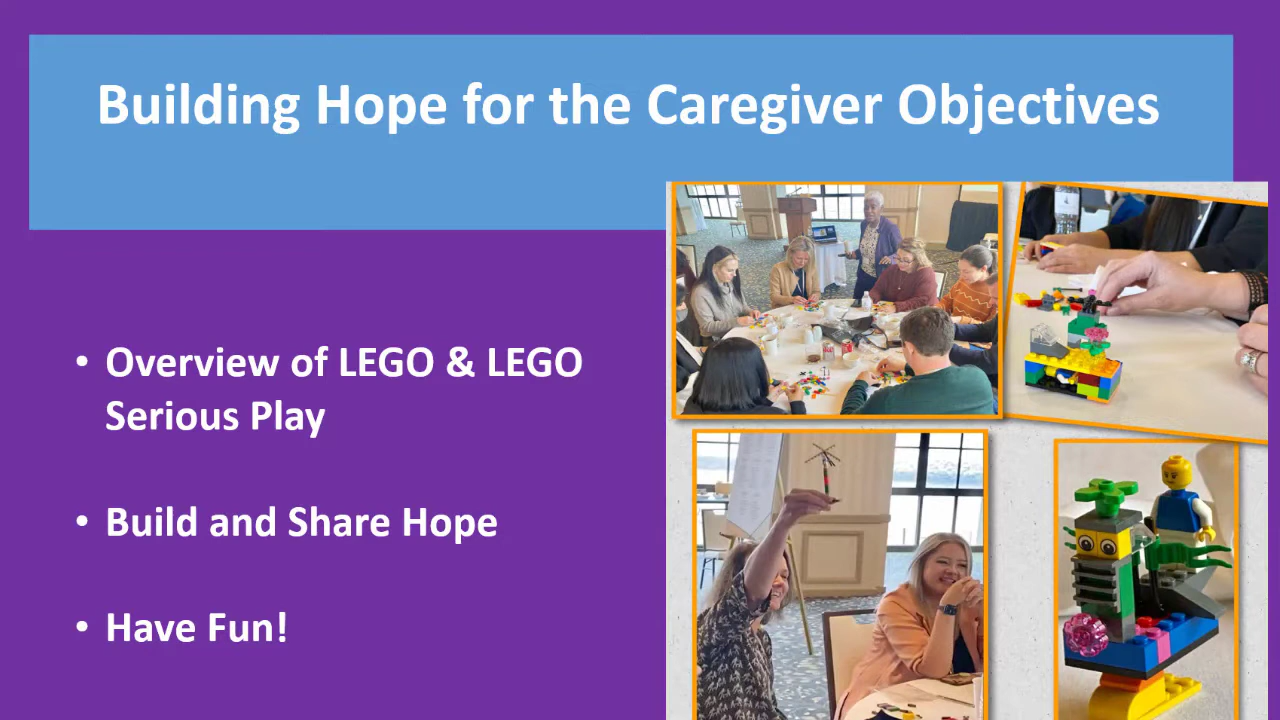 Building Hope for the Caregiver Objectives
• Overview of LEGO & LEGO
Serious Play
• Build and Share Hope
• Have Fun!